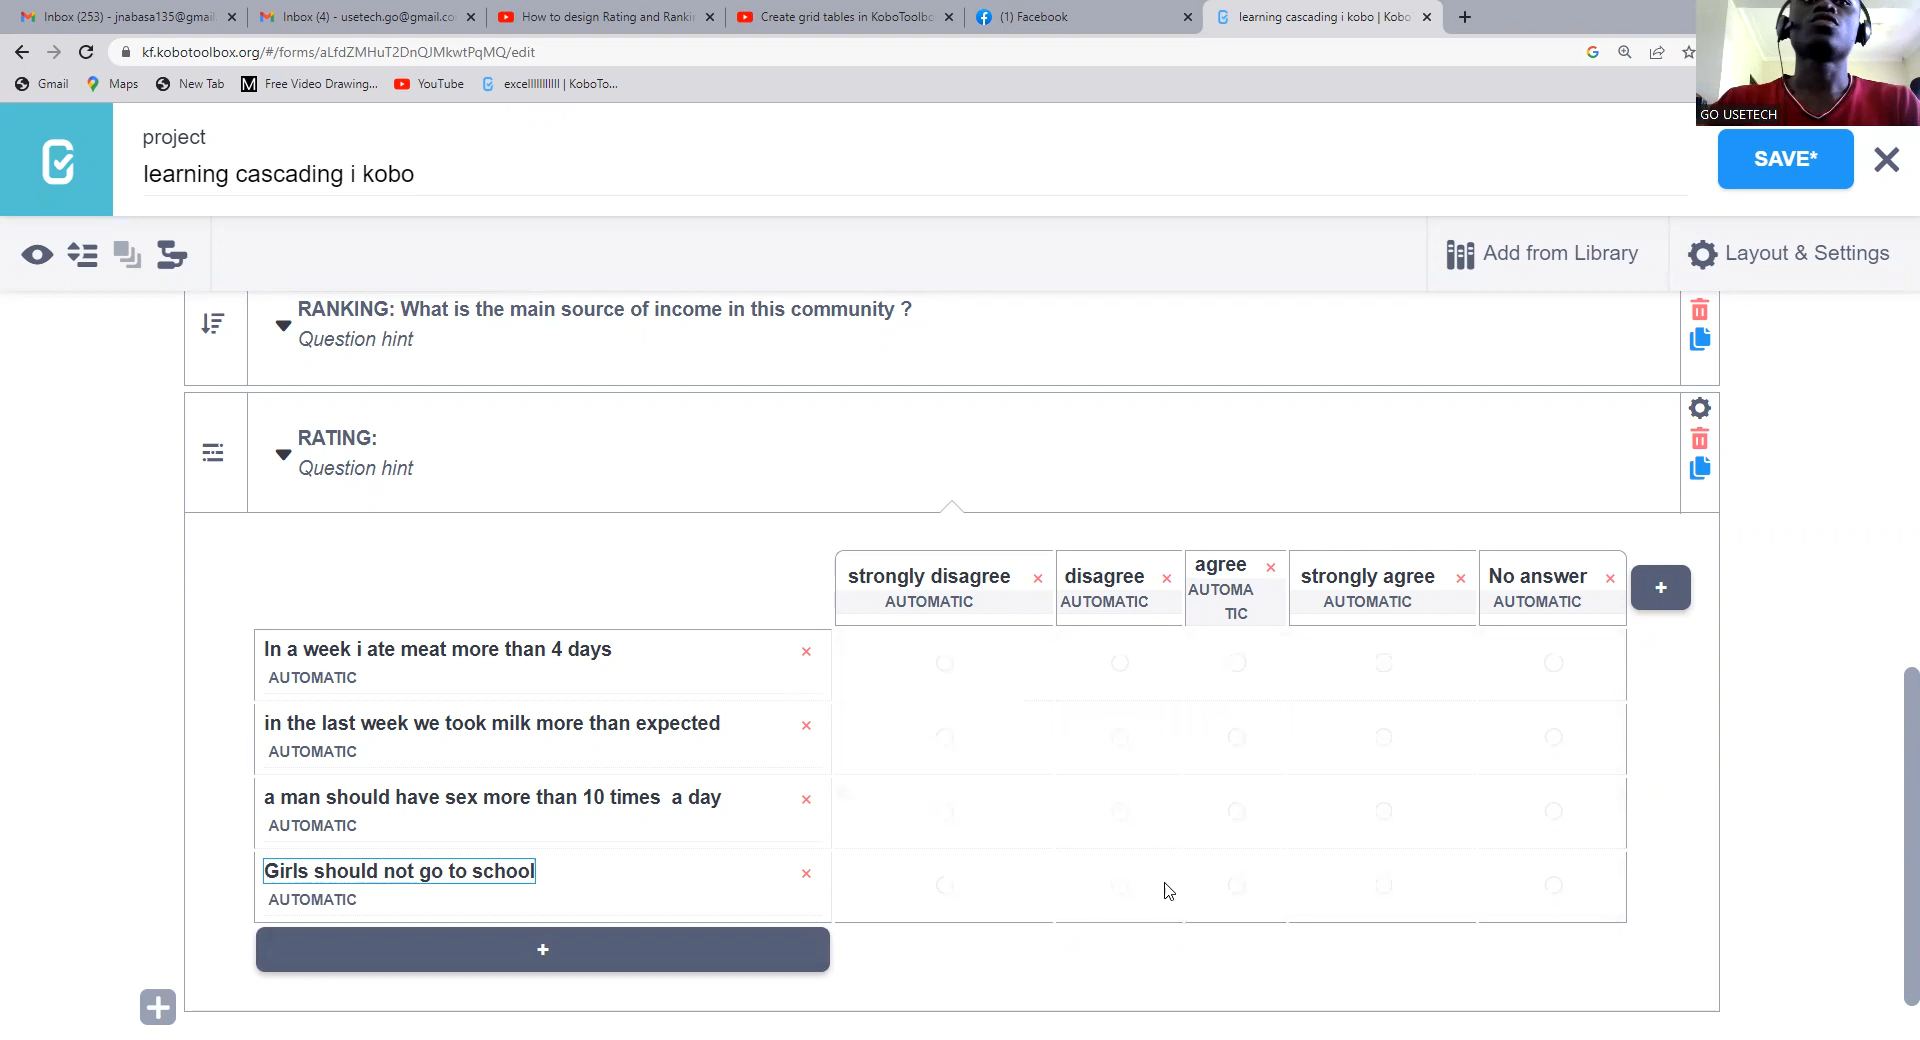 Inbox (253) - jnabasa135@gmail.
Inbox (4) - usetech.go@gmail.co
How to design Rating and Ranki
Create grid tables in KoboToolb
(1) Facebook
learning cascading i kobo | Kobo
kf.kobotoolbox.org/#/forms/aLfdZMHuT2DnQJMkwtPqMQ/edit
Gmail
Maps
New Tab
Free Video Drawing...
YouTube
excelllllllllll | KoboTo...
GO USETECH
project
learning cascading i kobo
SAVE*
Add from Library
Layout & Settings
RANKING: What is the main source of income in this community ?
Question hint
RATING:
Question hint
strongly disagree
AUTOMATIC
disagree
AUTOMATIC
agree
AUTOMA
TIC
strongly agree
AUTOMATIC
No answer
AUTOMATIC
+
In a week i ate meat more than 4 days
AUTOMATIC
in the last week we took milk more than expected
AUTOMATIC
a man should have sex more than 10 times  a day
AUTOMATIC
Girls should not go to school
AUTOMATIC
+